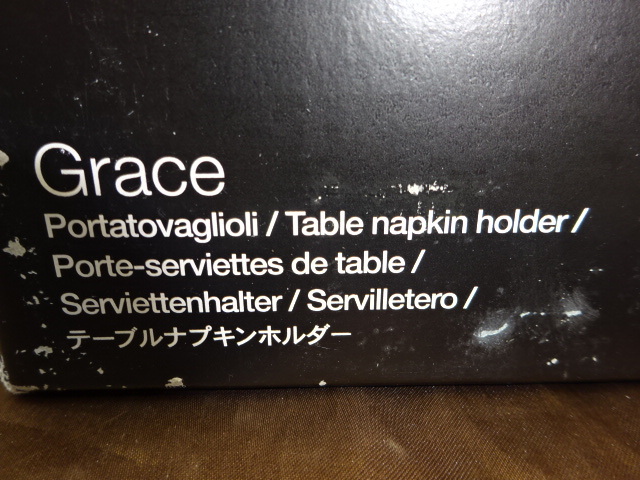 Grace
Portatovaglioli / Table napkin holder /
Porte-serviettes de table /
Serviettenhalter / Servilletero /
テーブルナプキンホルダー